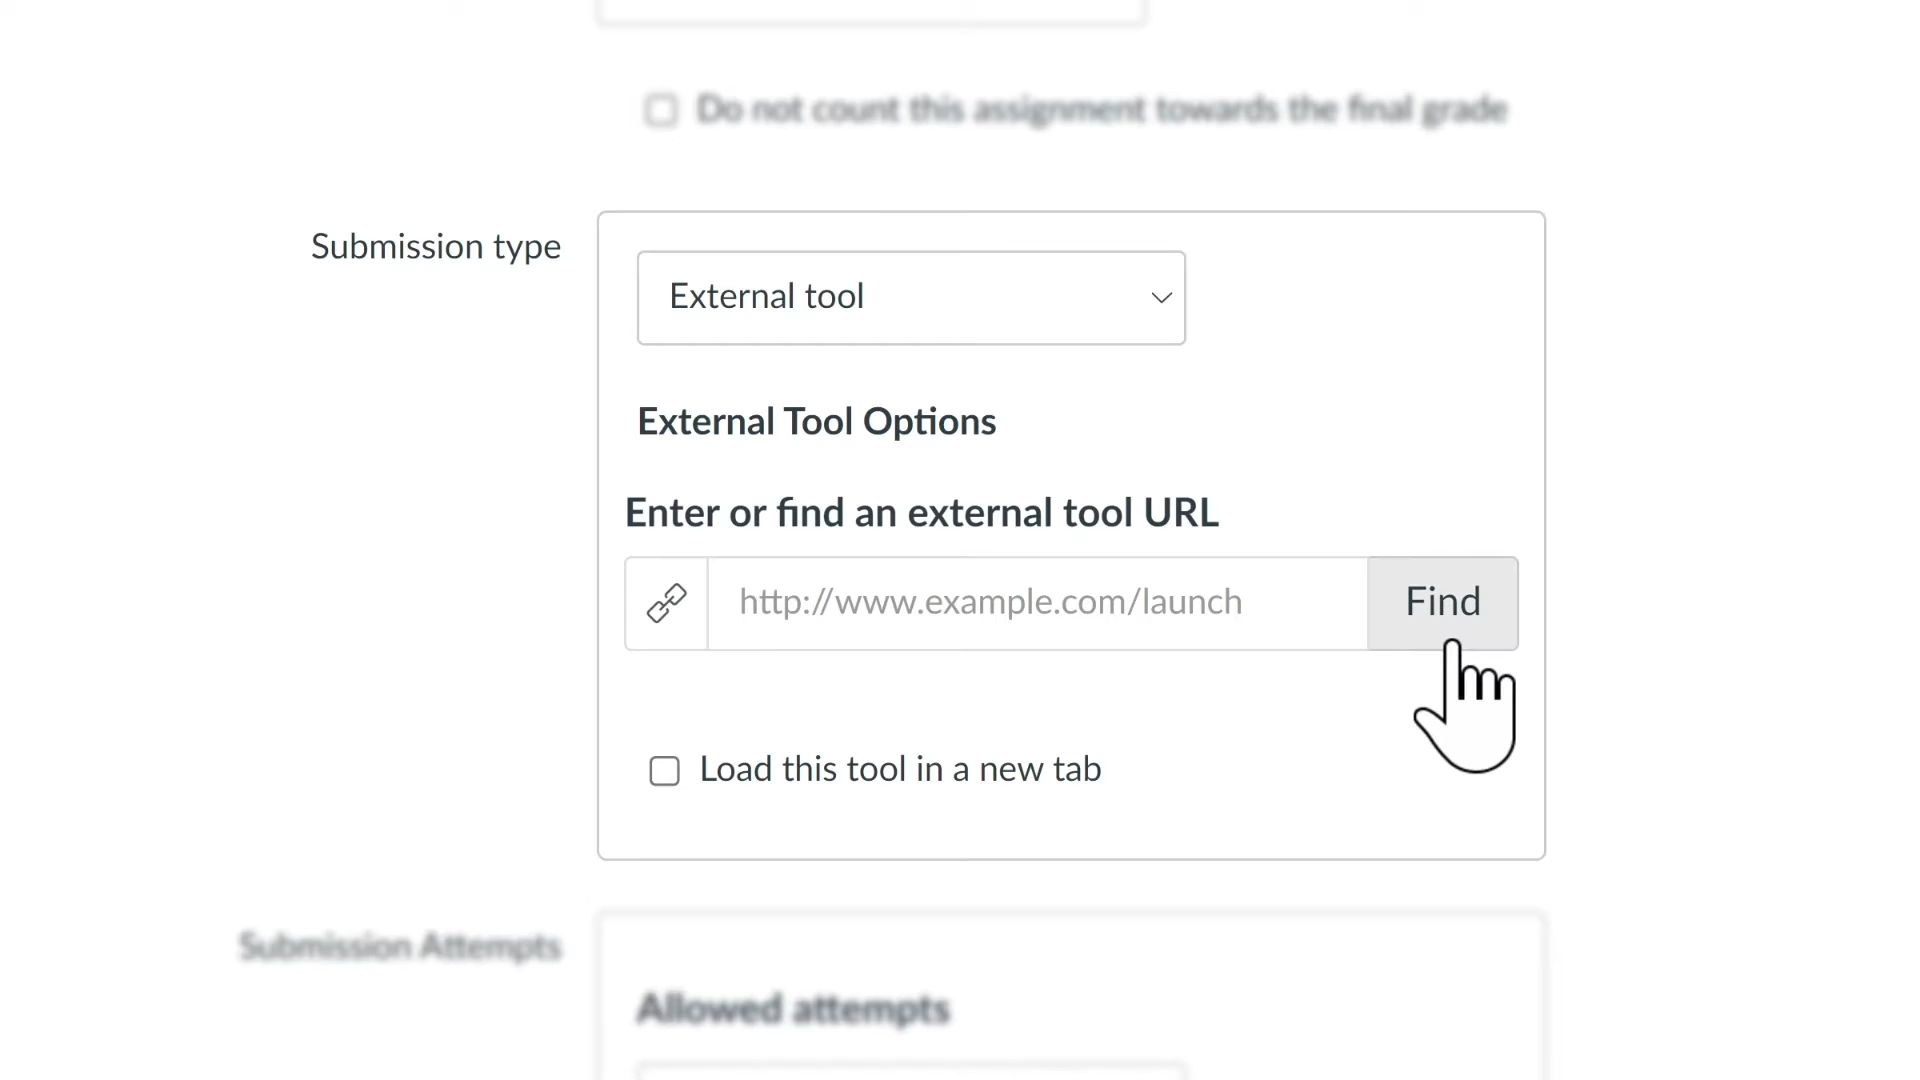 Do not count this assignment towards the final grade
Submission type
External tool
External Tool Options
Enter or find an external tool URL
http://www.example.com/launch
Find
Load this tool in a new tab
Submission Attempts
Allowed attempts